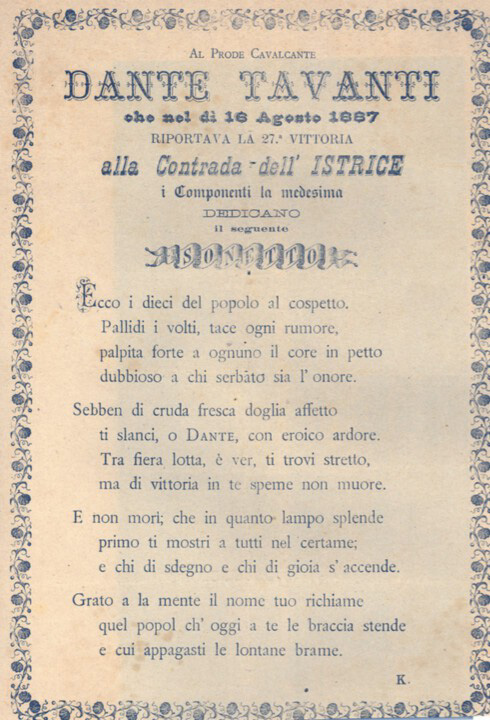 AL PRODE CAVALCANTE
DANTE TAVANTI
che nel dì 16 Agosto 1887
RIPORTAVA LA 27.ª VITTORIA
alla Contrada dell' ISTRICE
i Componenti la medesima
DEDICANO
il seguente
SONETTO
Ecco i dieci del popolo al cospetto.
Pallidi i volti, tace ogni rumore,
palpita forte a ognuno il core in petto
dubbioso a chi serbato sia l'onore.
Sebben di cruda fresca doglia affetto
ti slanci, o DANTE, con eroico ardore.
Tra fiera lotta, è ver, ti trovi stretto,
ma di vittoria in te speme non muore.
E non morì; che in quanto lampo splende
primo ti mostri a tutti nel certame;
e chi di sdegno e chi di gioia s'accende.
Grato a la mente il nome tuo richiame
quel popol ch' oggi a te le braccia stende
e cui appagasti le lontane brame.
K.